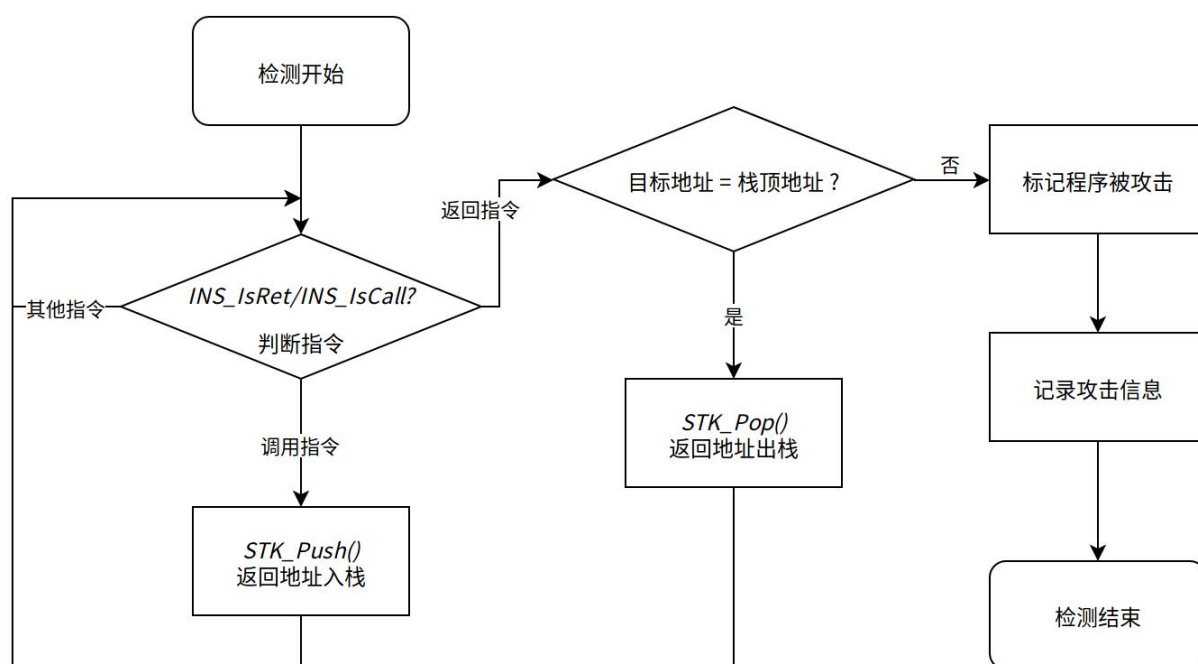 检测开始
目标地址 = 栈顶地址 ?
否
标记程序被攻击
返回指令
INS_IsRet/INS_IsCall?
判断指令
其他指令
是
STK_Pop()
返回地址出栈
记录攻击信息
调用指令
STK_Push()
返回地址入栈
检测结束